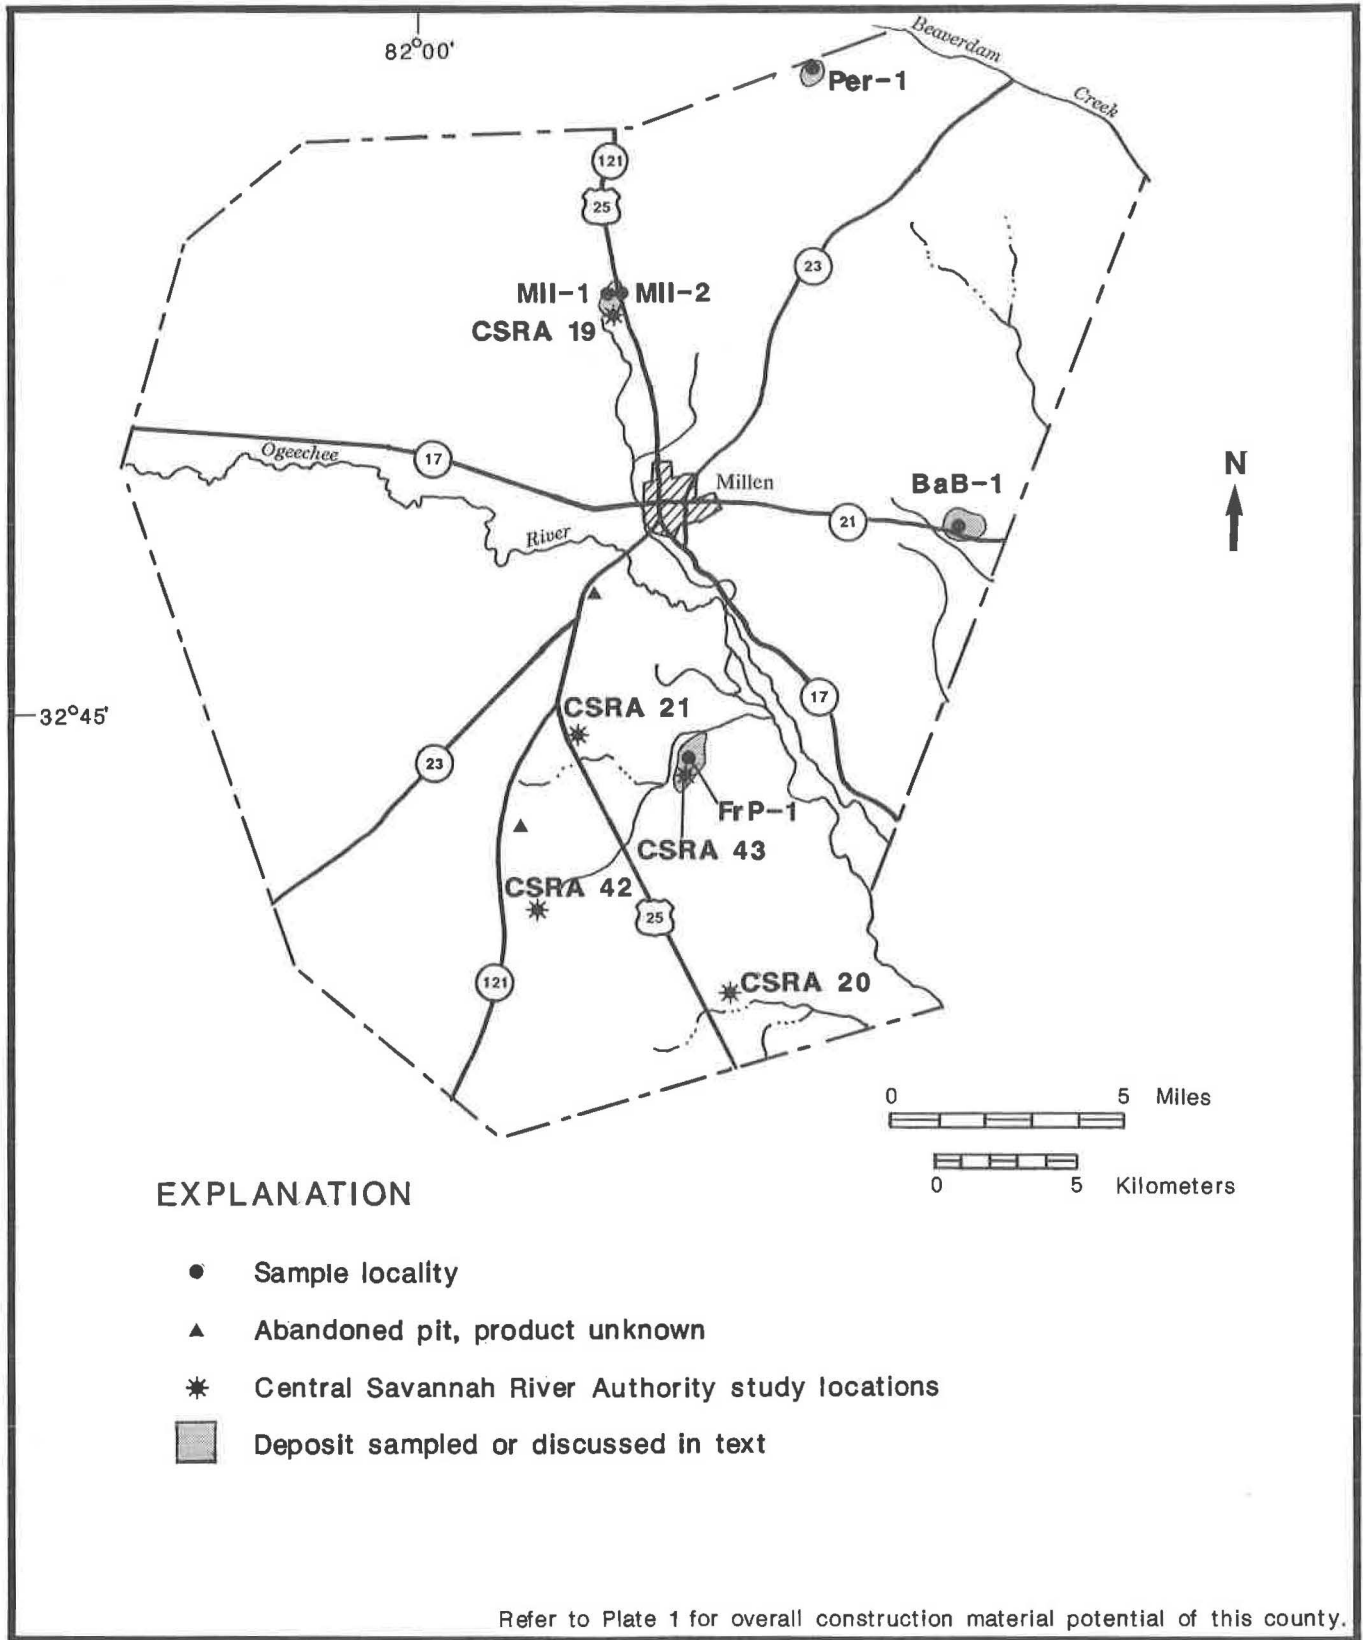 82°00'
Beaverdam
Creek
Per-1
121
25
23
Mll-1
Mll-2
CSRA 19
Ogeechee
17
Millen
BaB-1
N
21
River
32°45'
CSRA 21
17
23
FrP-1
CSRA 43
CSRA 42
25
121
CSRA 20
0 5 Miles
0 5 Kilometers
EXPLANATION
Sample locality
Abandoned pit, product unknown
Central Savannah River Authority study locations
Deposit sampled or discussed in text
Refer to Plate 1 for overall construction material potential of this county.